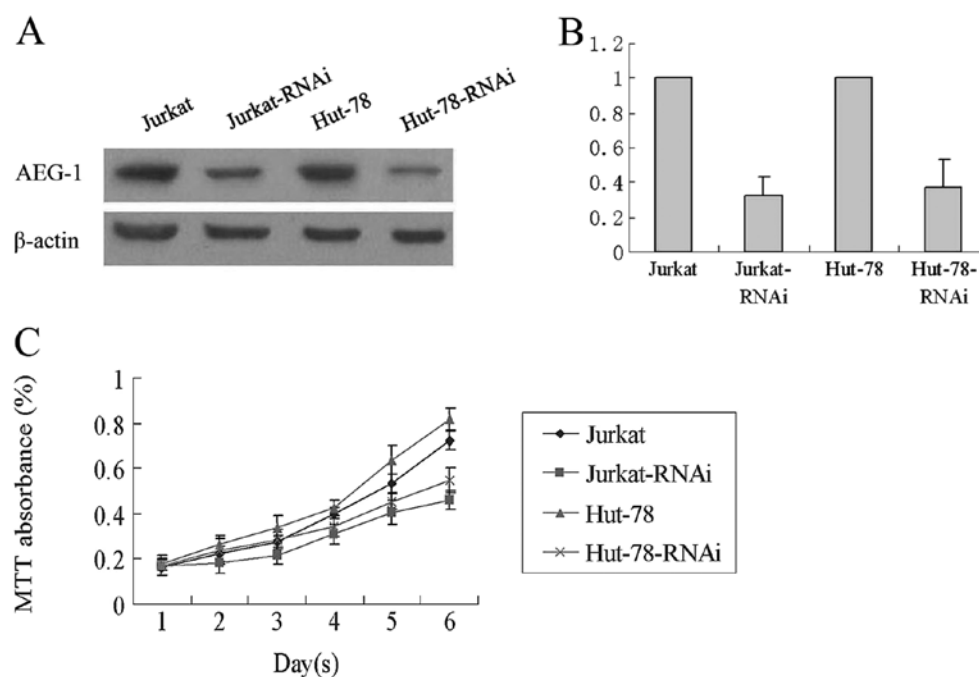 A
Jurkat
Jurkat-RNAi
Hut-78
Hut-78-RNAi
AEG-1
β-actin
B
1.2
1
0.8
0.6
0.4
0.2
0
Jurkat
Jurkat-
RNAi
Hut-78
Hut-78-
RNAi
C
MTT absorbance (%)
1
0.8
0.6
0.4
0.2
0
1 2 3 4 5 6
Day(s)
Jurkat
Jurkat-RNAi
Hut-78
Hut-78-RNAi